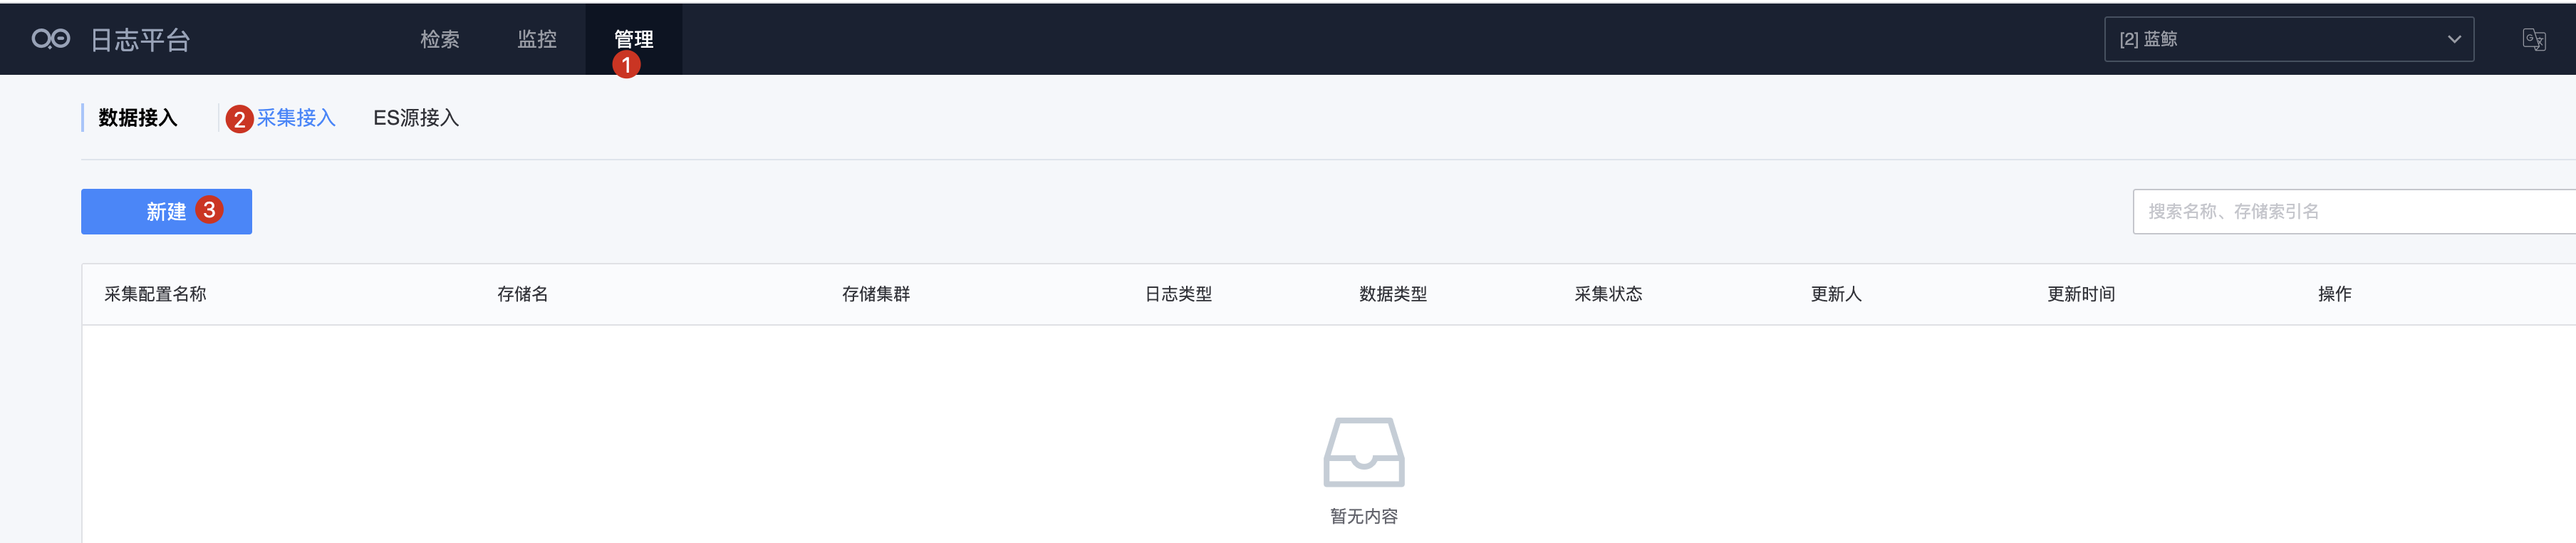 日志平台 检索 监控 管理 [2] 蓝鲸
1
数据接入 2 采集接入 ES源接入
新建 3 搜索名称、存储索引名
采集配置名称 存储名 存储集群 日志类型 数据类型 采集状态 更新人 更新时间 操作
暂无内容